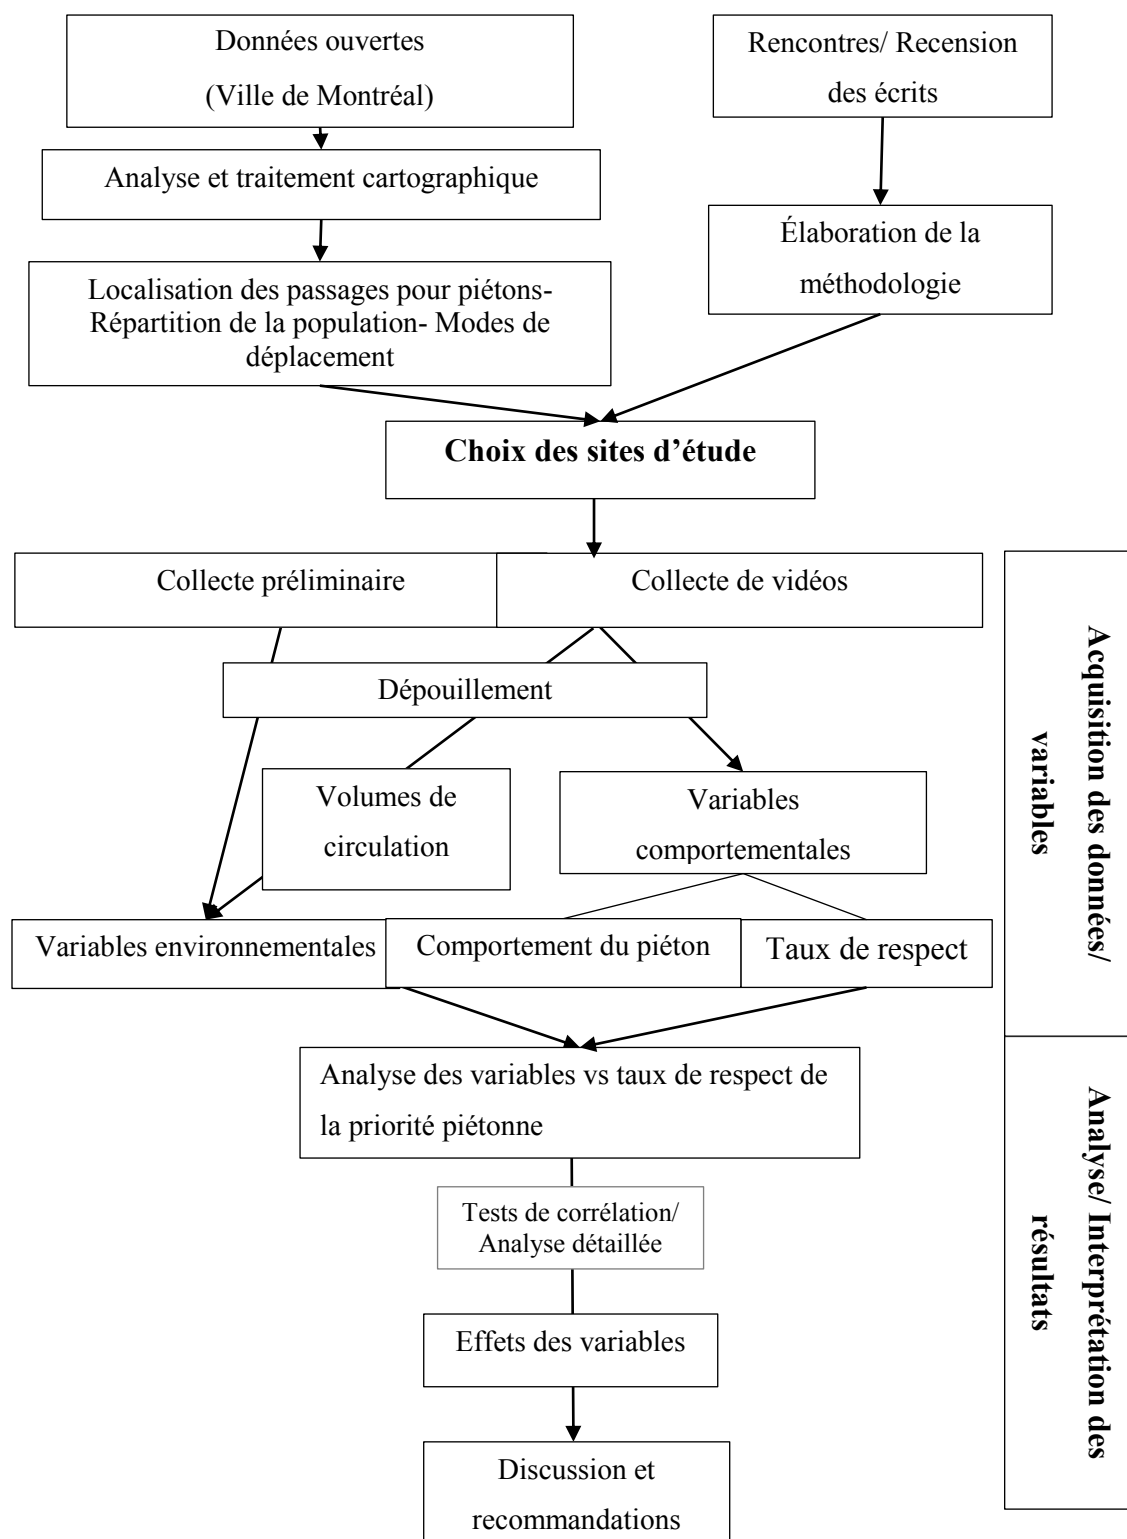 Données ouvertes
(Ville de Montréal)
Rencontres/ Recension
des écrits
Analyse et traitement cartographique
Élaboration de la
méthodologie
Localisation des passages pour piétons-
Répartition de la population- Modes de
déplacement
Choix des sites d’étude
Collecte préliminaire
Collecte de vidéos
Dépouillement
Volumes de
circulation
Variables
comportementales
Variables environnementales
Comportement du piéton
Taux de respect
Acquisition des données/
variables
Analyse des variables vs taux de respect de
la priorité piétonne
Tests de corrélation/
Analyse détaillée
Effets des variables
Discussion et
recommandations
Analyse/ Interprétation des
résultats